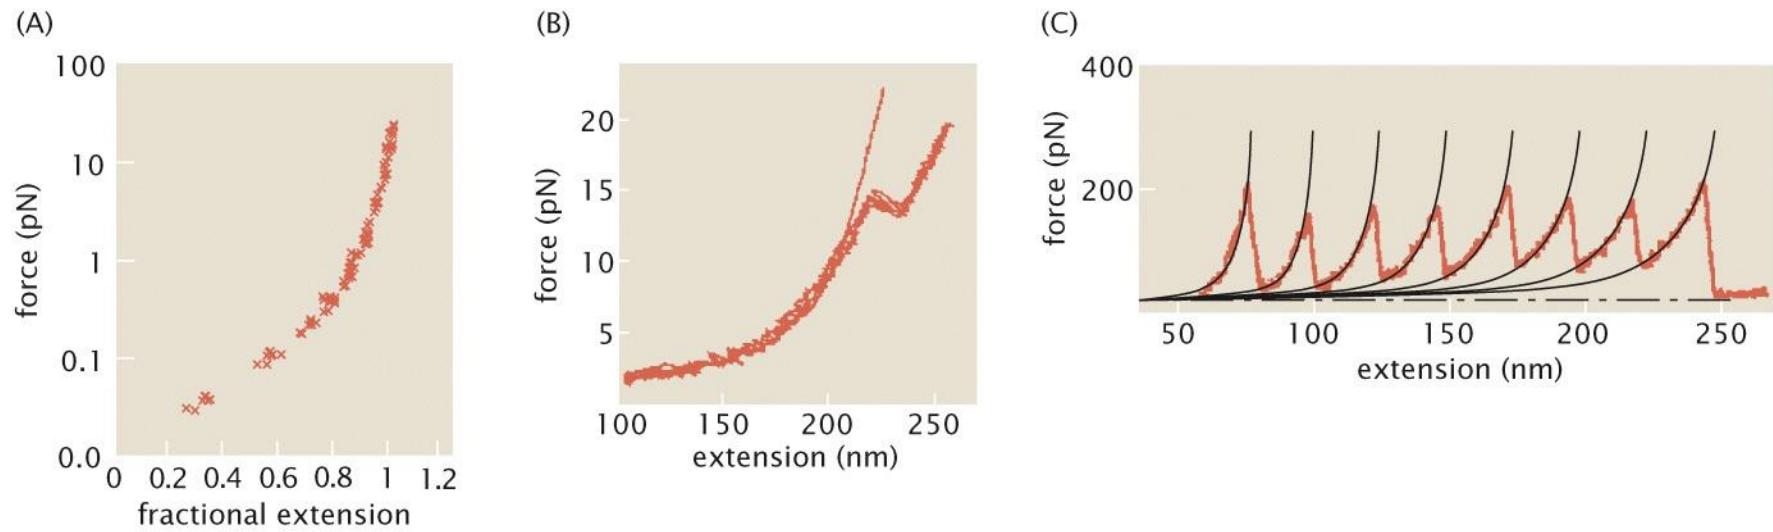 (A)
100
10
1
0.1
0.0
force (pN)
0 0.2 0.4 0.6 0.8 1 1.2
fractional extension
(B)
20
15
10
5
force (pN)
100 150 200 250
extension (nm)
(C)
400
200
force (pN)
50 100 150 200 250
extension (nm)